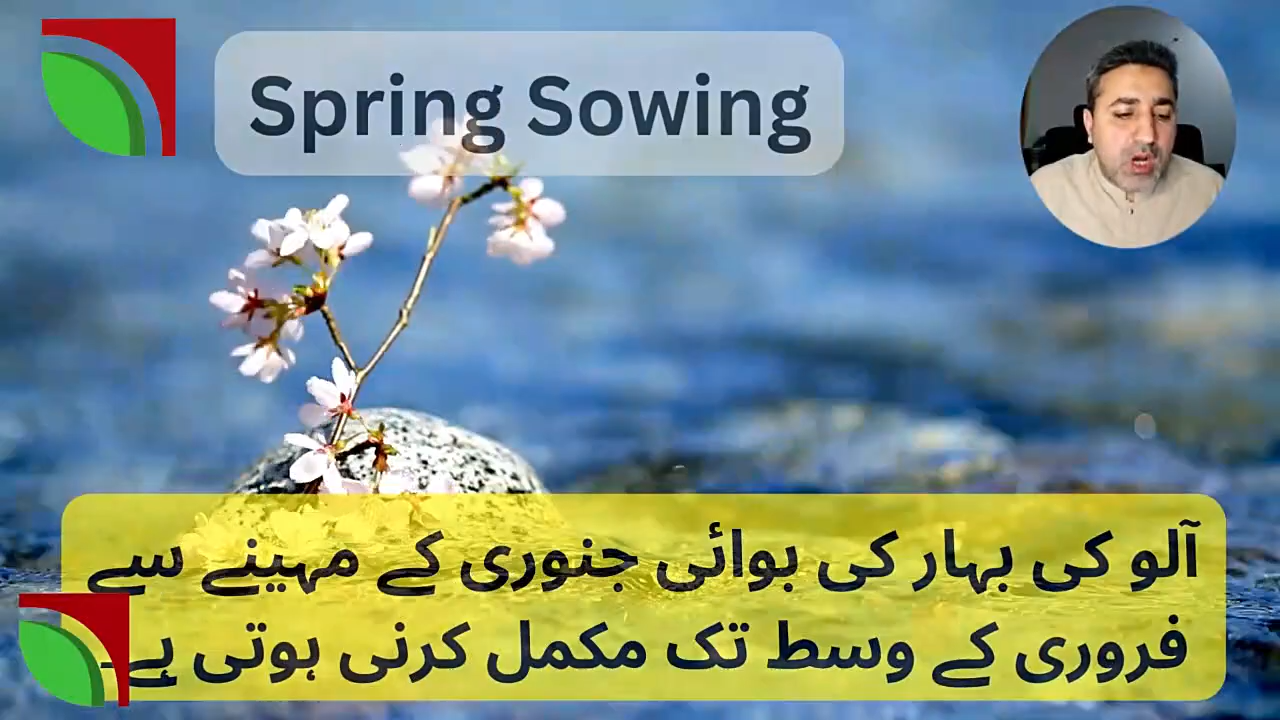 Spring Sowing
آلو کی بہار کی بوائی جنوری کے مہینے سے
فروری کے وسط تک مکمل کرنی ہوتی ہے۔